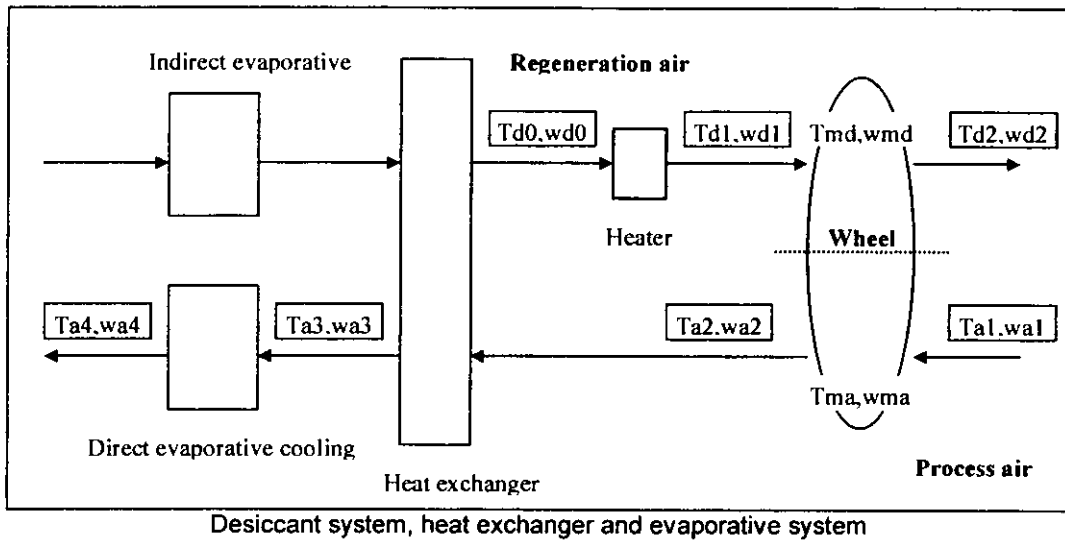 Indirect evaporative
Regeneration air
Td0,wd0
Td1,wd1
Tmd,wmd
Td2,wd2
Heater
Wheel
Ta4,wa4
Ta3,wa3
Ta2,wa2
Ta1,wa1
Tma,wma
Direct evaporative cooling
Heat exchanger
Process air
Desiccant system, heat exchanger and evaporative system